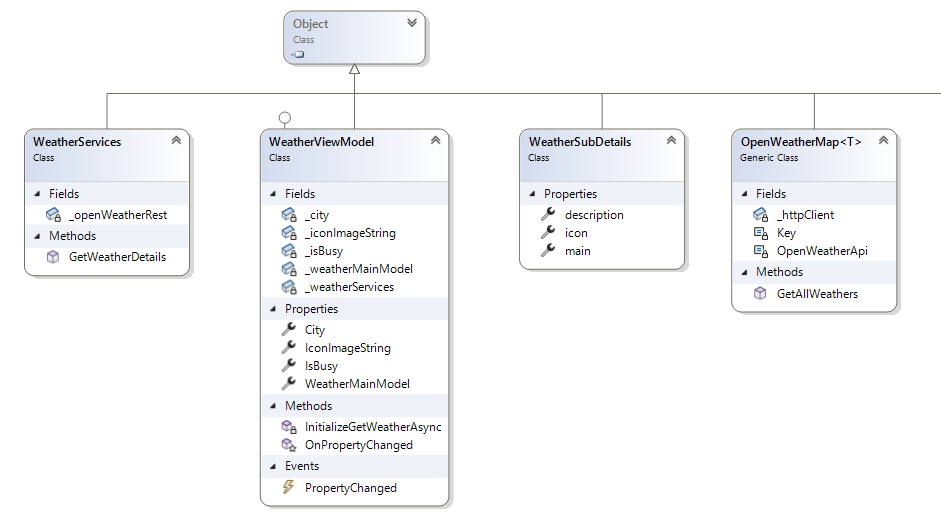 Object
Class
WeatherServices
Class
Fields
_openWeatherRest
Methods
GetWeatherDetails
WeatherViewModel
Class
Fields
_city
_iconImageString
_isBusy
_weatherMainModel
_weatherServices
Properties
City
IconImageString
IsBusy
WeatherMainModel
Methods
InitializeGetWeatherAsync
OnPropertyChanged
Events
PropertyChanged
WeatherSubDetails
Class
Properties
description
icon
main
OpenWeatherMap<T>
Generic Class
Fields
_httpClient
Key
OpenWeatherApi
Methods
GetAllWeathers